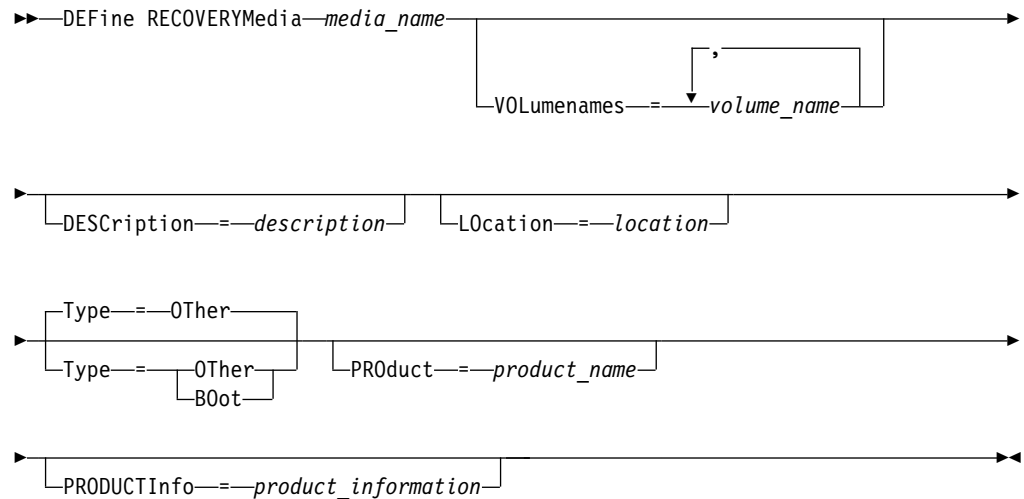 DEFine RECOVERYMedia media_name
,
VOLumenames = volume_name
DESCription = description
LOcation = location
Type = OTher
Type = OTher
BOot
PROduct = product_name
PRODUCTInfo = product_information